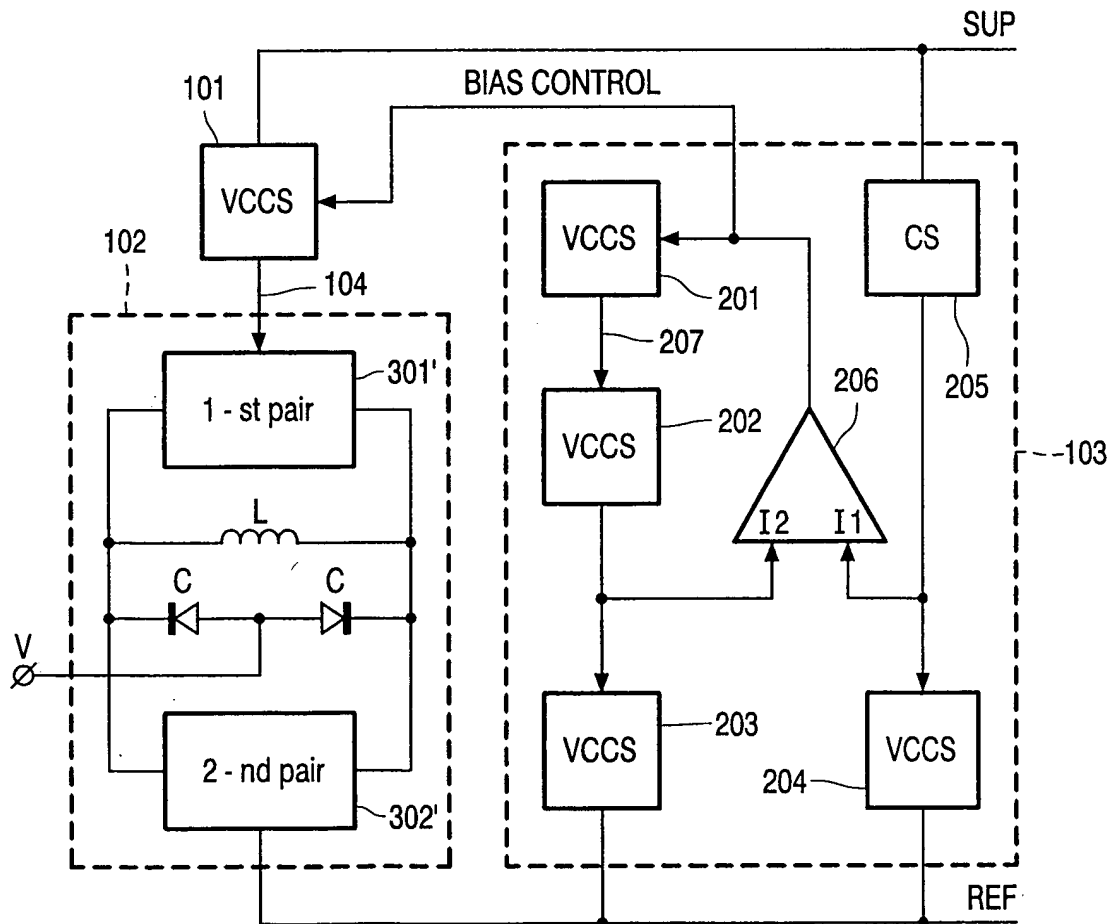 SUP
BIAS CONTROL
101
VCCS
102
104
VCCS
201
CS
205
207
301'
1 - st pair
VCCS
202
206
103
L
I2
I1
C
C
V
2 - nd pair
302'
VCCS
203
VCCS
204
REF